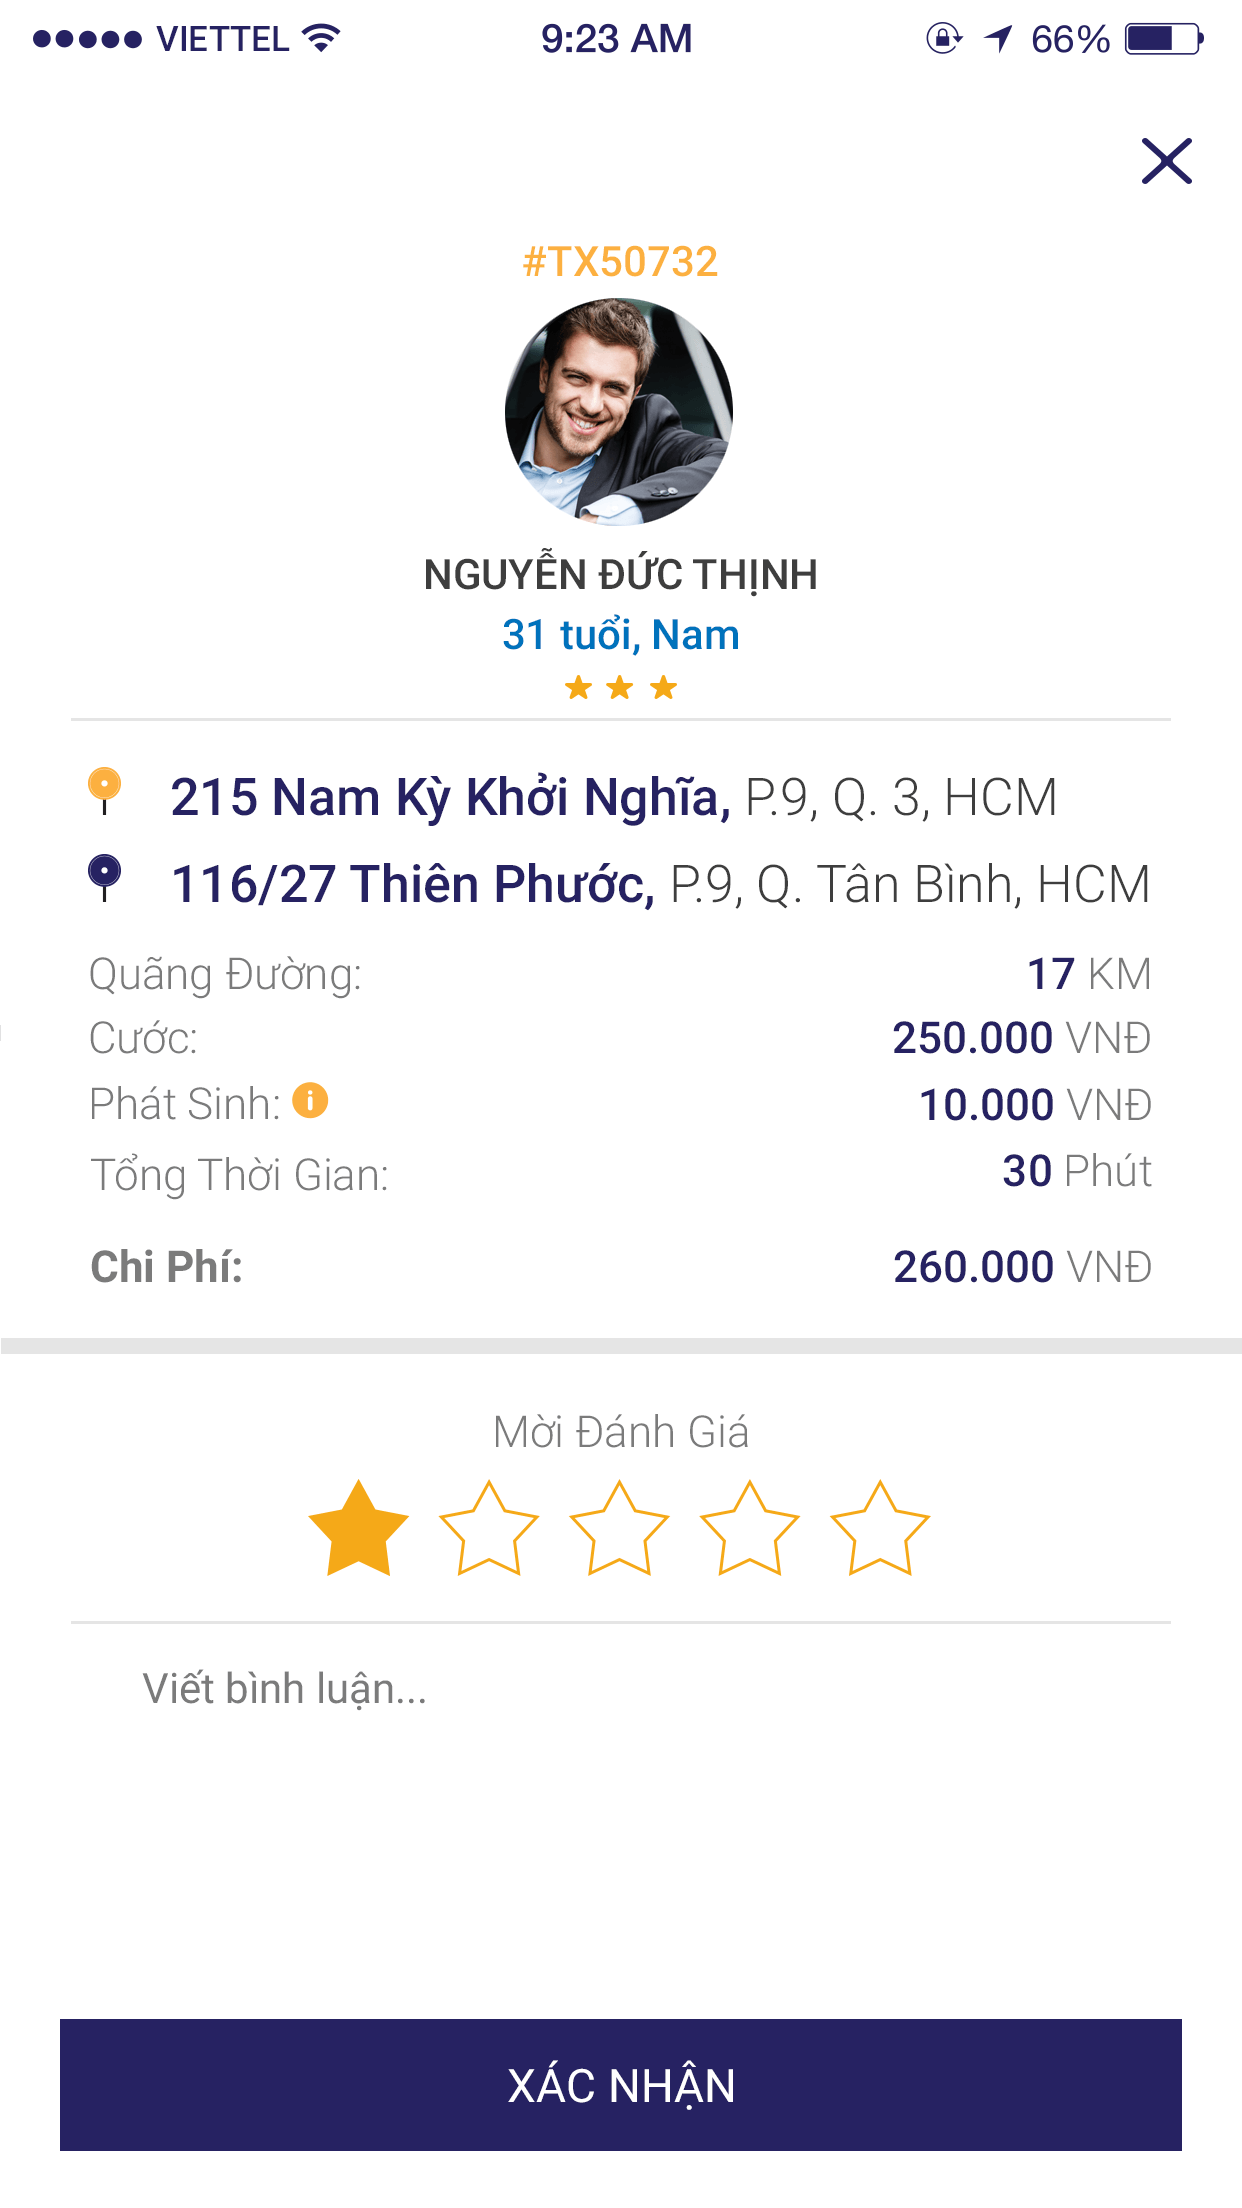 VIETTEL 9:23 AM 66%
#TX50732
NGUYỄN ĐỨC THỊNH
31 tuổi, Nam
215 Nam Kỳ Khởi Nghĩa, P.9, Q. 3, HCM
116/27 Thiên Phước, P.9, Q. Tân Bình, HCM
Quãng Đường: 17 KM
Cước: 250.000 VNĐ
Phát Sinh: i 10.000 VNĐ
Tổng Thời Gian: 30 Phút
Chi Phí: 260.000 VNĐ
Mời Đánh Giá
Viết bình luận...
XÁC NHẬN